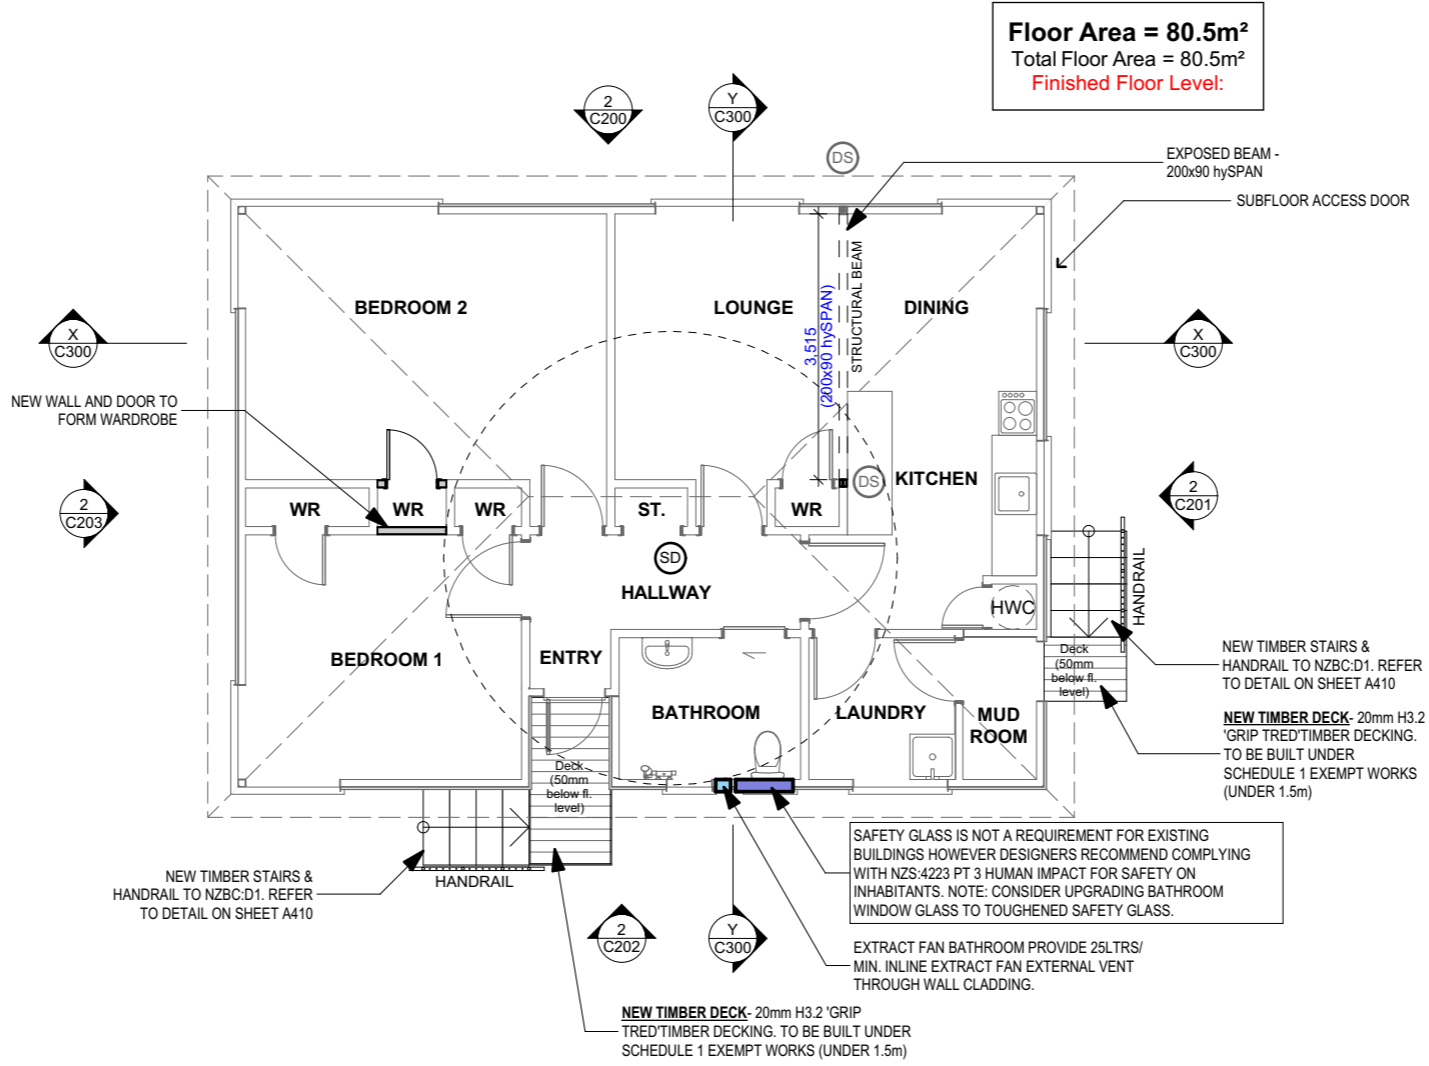 Floor Area = 80.5m²
Total Floor Area = 80.5m²
Finished Floor Level:
2
C200
Y
C300
DS
EXPOSED BEAM -
200x90 hySPAN
SUBFLOOR ACCESS DOOR
BEDROOM 2
LOUNGE
3,515
(200x90 hySPAN)
STRUCTURAL BEAM
DINING
X
C300
X
C300
NEW WALL AND DOOR TO
FORM WARDROBE
2
C203
WR
WR
WR
ST.
WR
DS
KITCHEN
2
C201
SD
HALLWAY
HWC
HANDRAIL
BEDROOM 1
ENTRY
BATHROOM
LAUNDRY
MUD
ROOM
Deck
(50mm
below fl.
level)
NEW TIMBER STAIRS &
HANDRAIL TO NZBC:D1. REFER
TO DETAIL ON SHEET A410
NEW TIMBER DECK- 20mm H3.2
'GRIP TRED'TIMBER DECKING.
TO BE BUILT UNDER
SCHEDULE 1 EXEMPT WORKS
(UNDER 1.5m)
Deck
(50mm
below fl.
level)
SAFETY GLASS IS NOT A REQUIREMENT FOR EXISTING
BUILDINGS HOWEVER DESIGNERS RECOMMEND COMPLYING
WITH NZS:4223 PT 3 HUMAN IMPACT FOR SAFETY ON
INHABITANTS. NOTE: CONSIDER UPGRADING BATHROOM
WINDOW GLASS TO TOUGHENED SAFETY GLASS.
HANDRAIL
NEW TIMBER STAIRS &
HANDRAIL TO NZBC:D1. REFER
TO DETAIL ON SHEET A410
2
C202
Y
C300
EXTRACT FAN BATHROOM PROVIDE 25LTRS/
MIN. INLINE EXTRACT FAN EXTERNAL VENT
THROUGH WALL CLADDING.
NEW TIMBER DECK- 20mm H3.2 'GRIP
TRED'TIMBER DECKING. TO BE BUILT UNDER
SCHEDULE 1 EXEMPT WORKS (UNDER 1.5m)